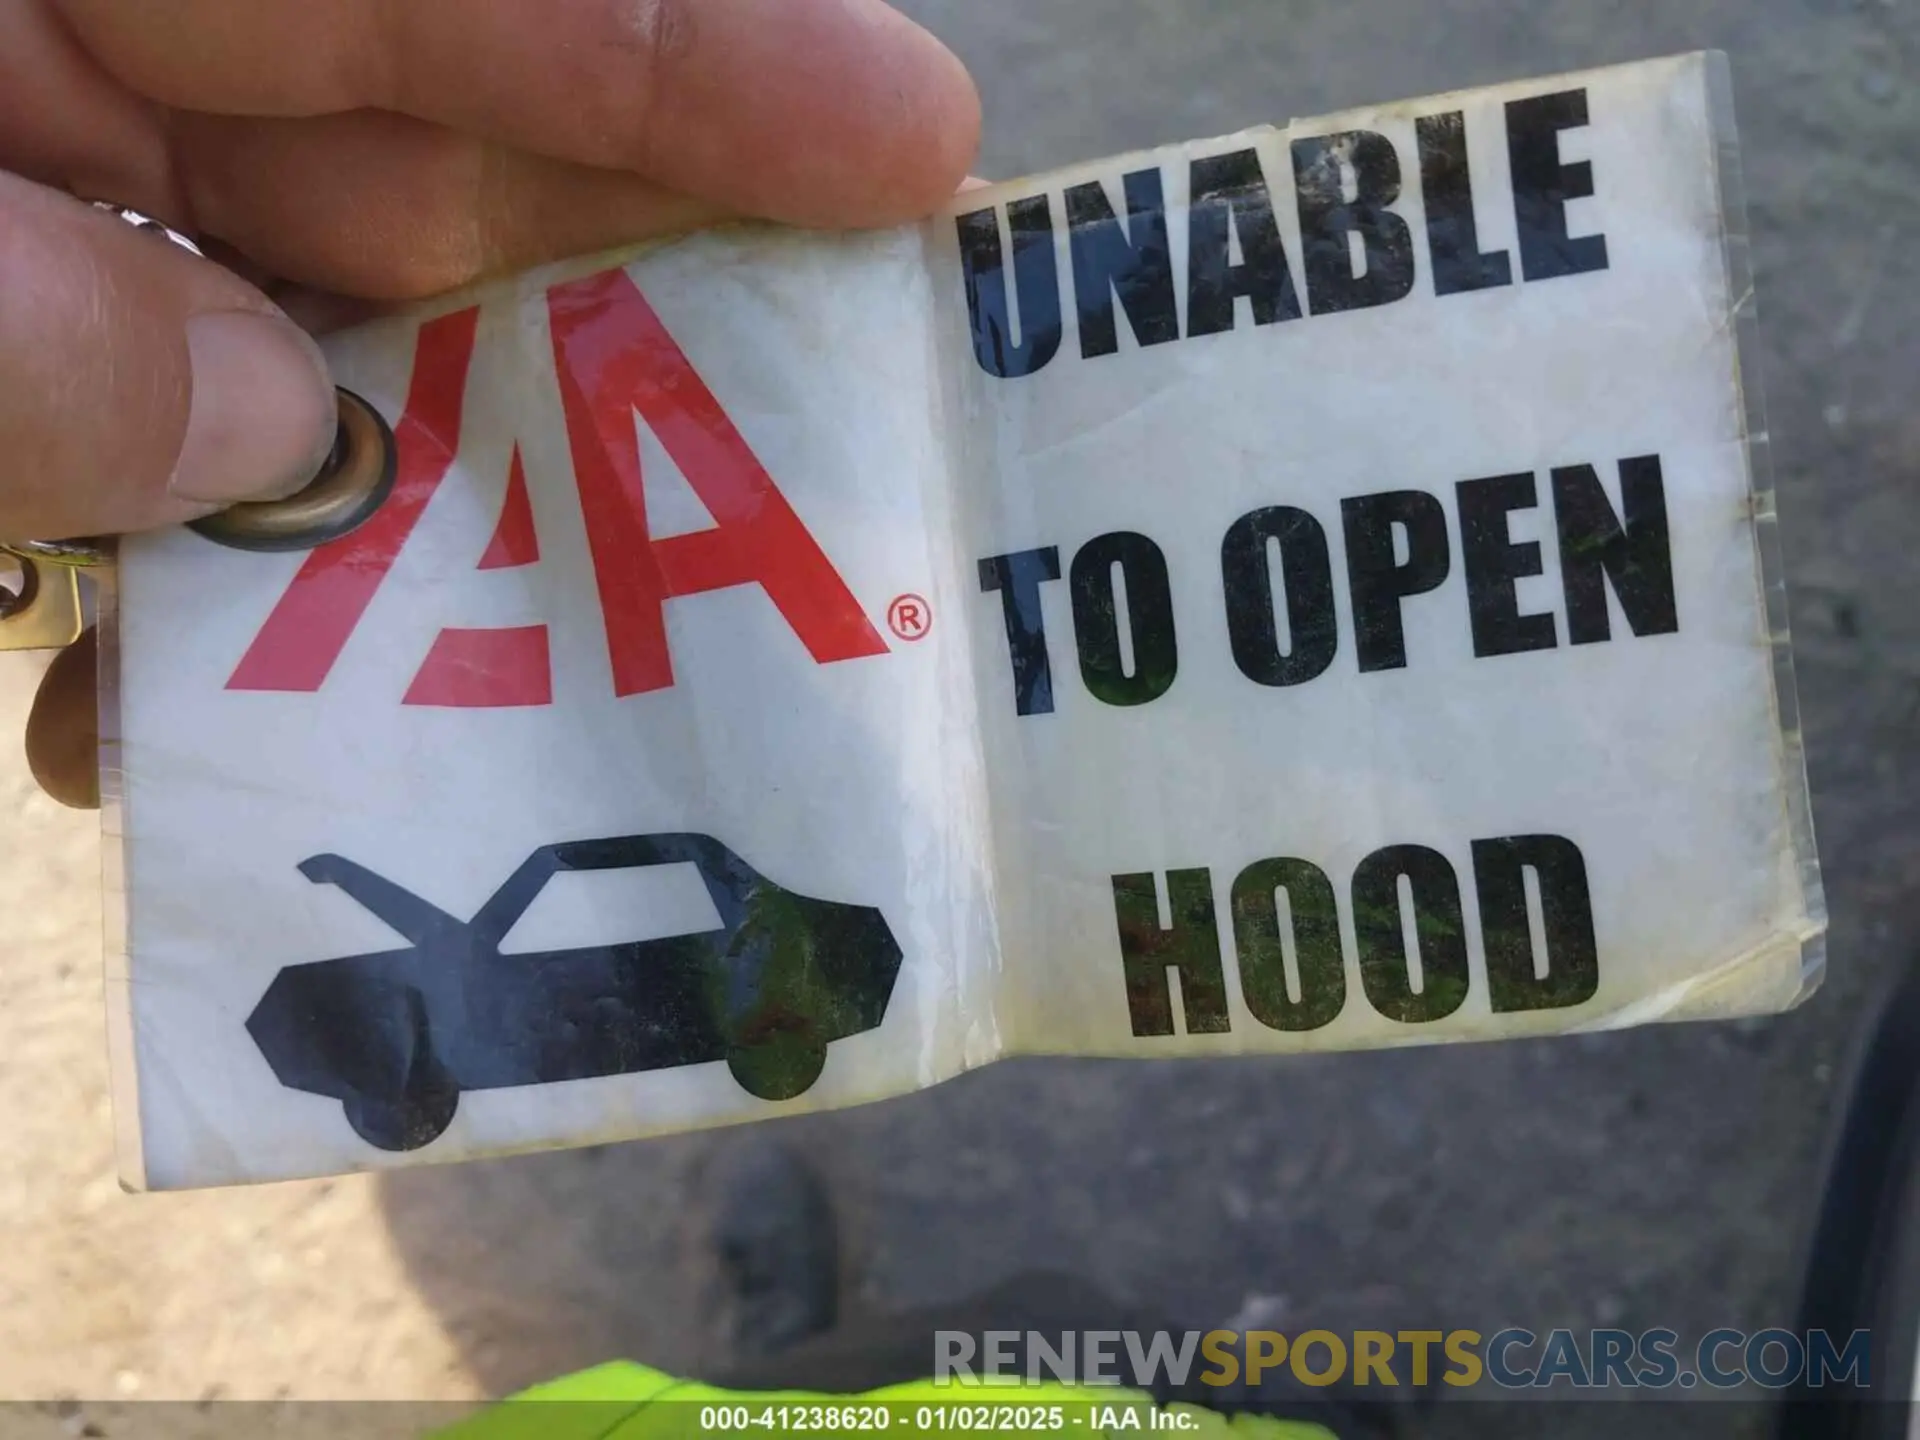 IAA®
UNABLE
TO OPEN
HOOD
RENEWSPORTSCARS.COM
000-41238620 - 01/02/2025 - IAA Inc.